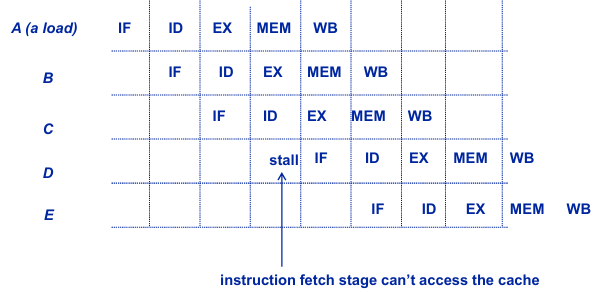 A (a load) IF ID EX MEM WB
B IF ID EX MEM WB
C IF ID EX MEM WB
D stall IF ID EX MEM WB
E IF ID EX MEM WB
instruction fetch stage can't access the cache